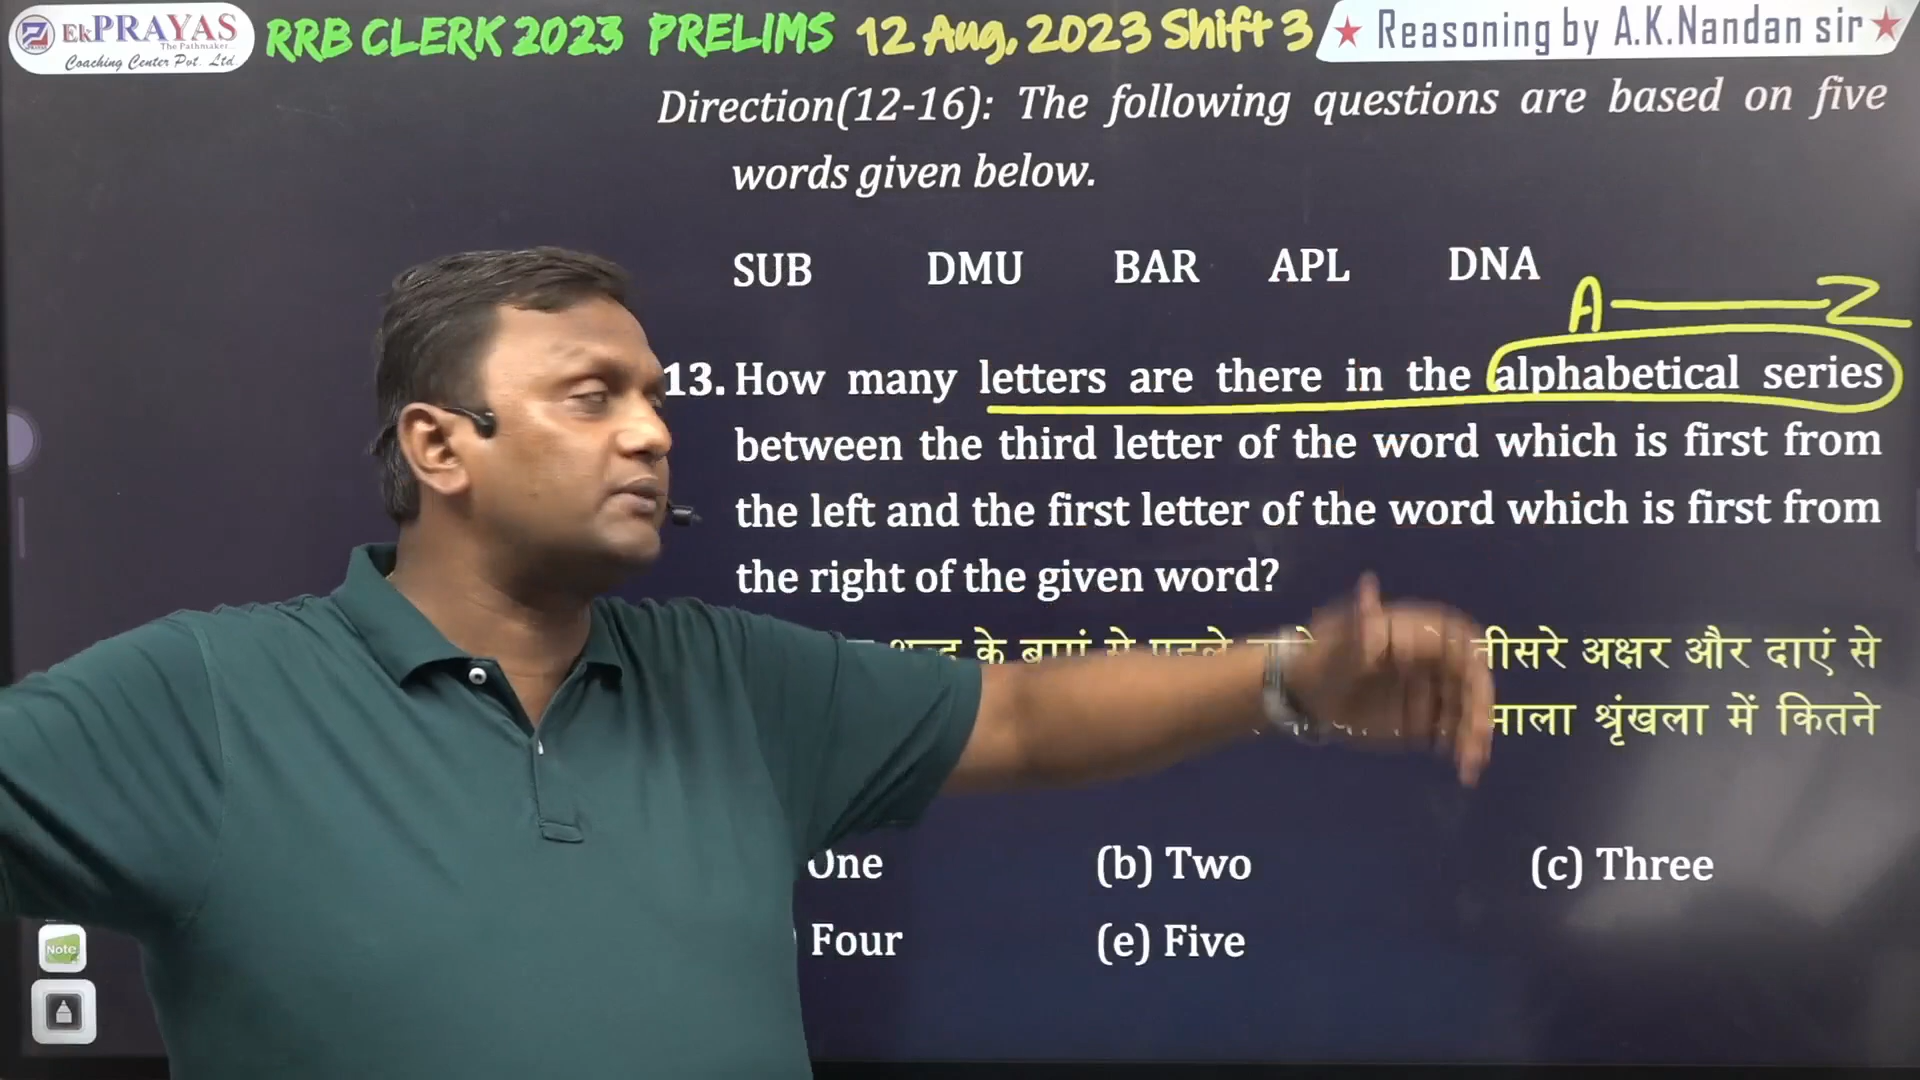 EkPRAYAS
The Pathmaker...
Coaching Center Pvt. Ltd.
RRB CLERK 2023 PRELIMS 12 Aug, 2023 Shift 3
Reasoning by A.K.Nandan sir
Direction(12-16): The following questions are based on five
words given below.
SUB DMU BAR APL DNA
A Z
13. How many letters are there in the alphabetical series
between the third letter of the word which is first from
the left and the first letter of the word which is first from
the right of the given word?
शब्द के बाएं से पहले तीसरे अक्षर और दाएं से
माला श्रृंखला में कितने
One (b) Two (c) Three
Four (e) Five
Note